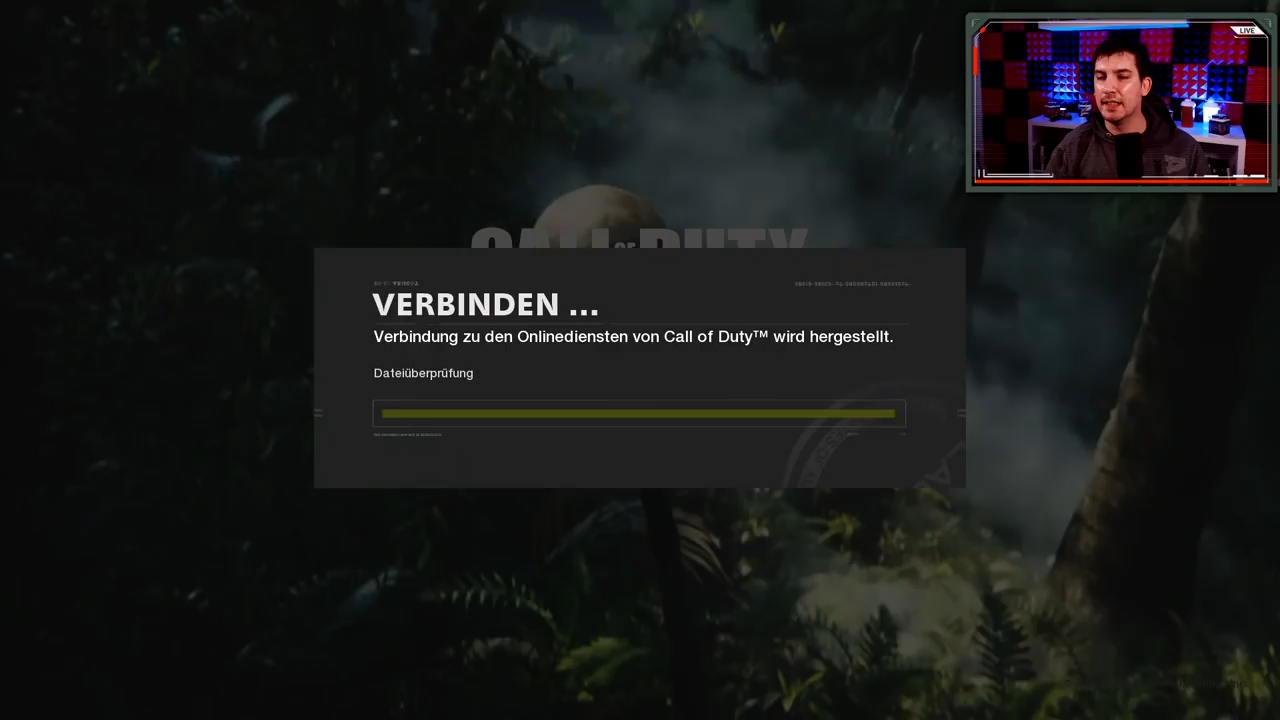 LIVE
CALL OF DUTY
VERBINDEN ...
Verbindung zu den Onlinediensten von Call of Duty™ wird hergestellt.
Dateiüberprüfung